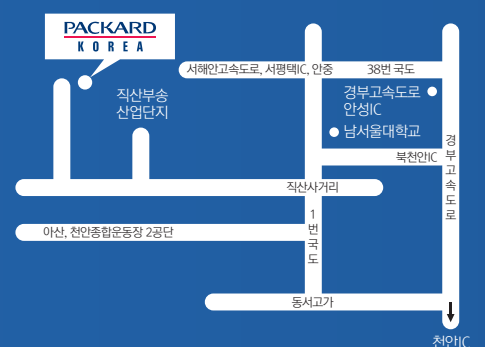 PACKARD
KOREA
서해안고속도로, 서평택IC, 안중
38번 국도
직산부송
산업단지
경부고속도로
안성IC
남서울대학교
북천안IC
경부고속도로
직산사거리
1번국도
아산, 천안종합운동장 2공단
동서고가
천안IC